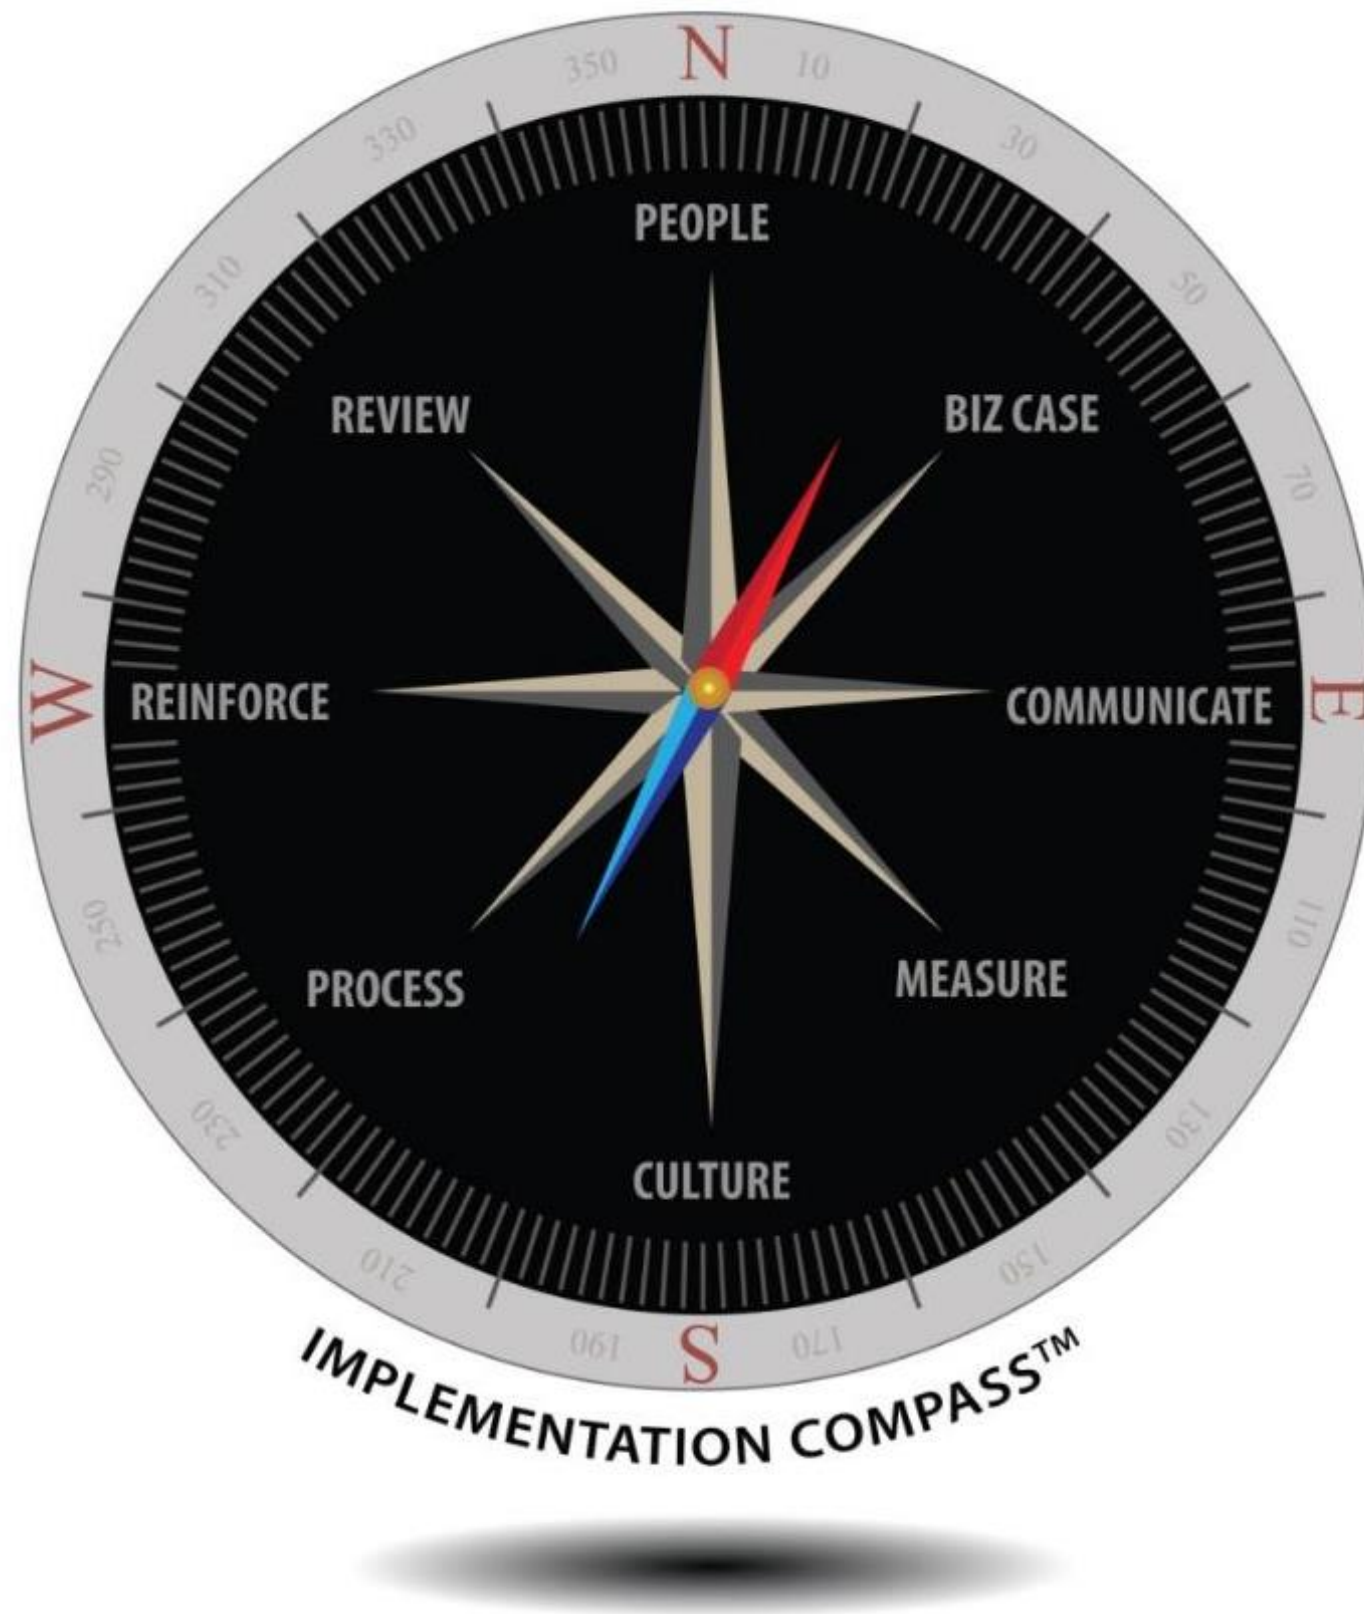 N
350
10
330
30
PEOPLE
310
50
REVIEW
BIZ CASE
290
70
W
REINFORCE
COMMUNICATE
E
250
110
PROCESS
MEASURE
230
130
CULTURE
210
150
190
S
170
IMPLEMENTATION COMPASS™